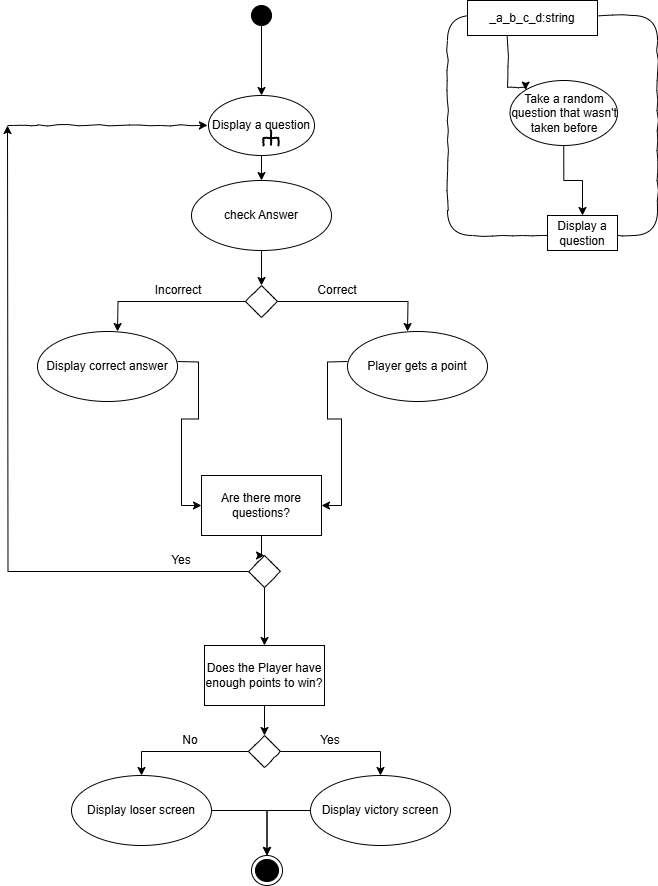 _a_b_c_d:string
Take a random
question that wasn't
taken before
Display a
question
Display a question
check Answer
Incorrect
Correct
Display correct answer
Player gets a point
Are there more
questions?
Yes
Does the Player have
enough points to win?
No
Yes
Display loser screen
Display victory screen